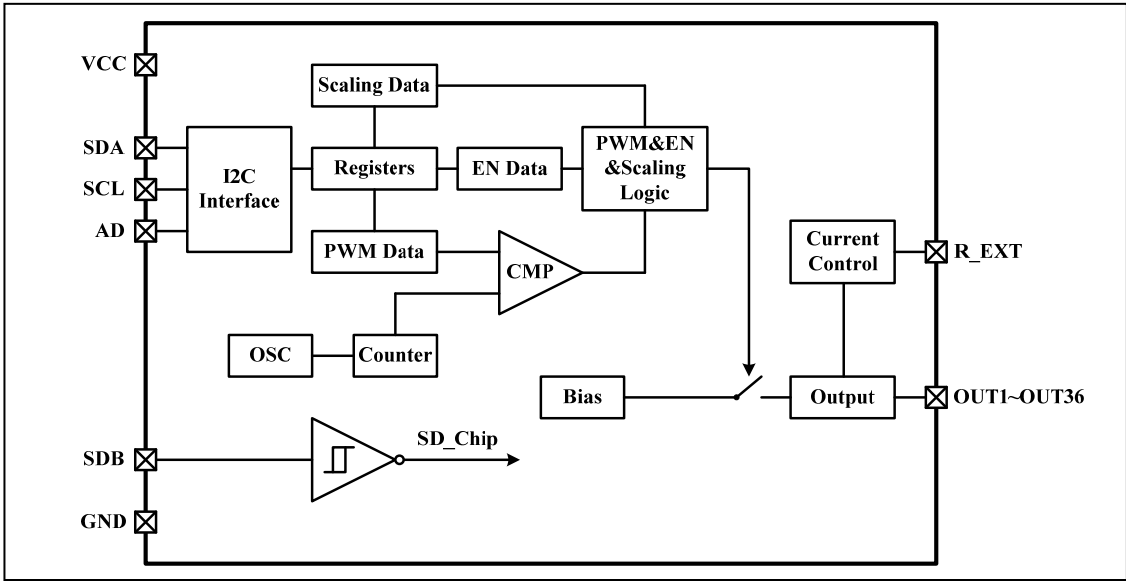 VCC
Scaling Data
SDA
I2C
Interface
Registers
EN Data
PWM&EN
&Scaling
Logic
SCL
AD
PWM Data
CMP
Current
Control
R_EXT
OSC
Counter
Bias
Output
OUT1~OUT36
SDB
SD_Chip
GND